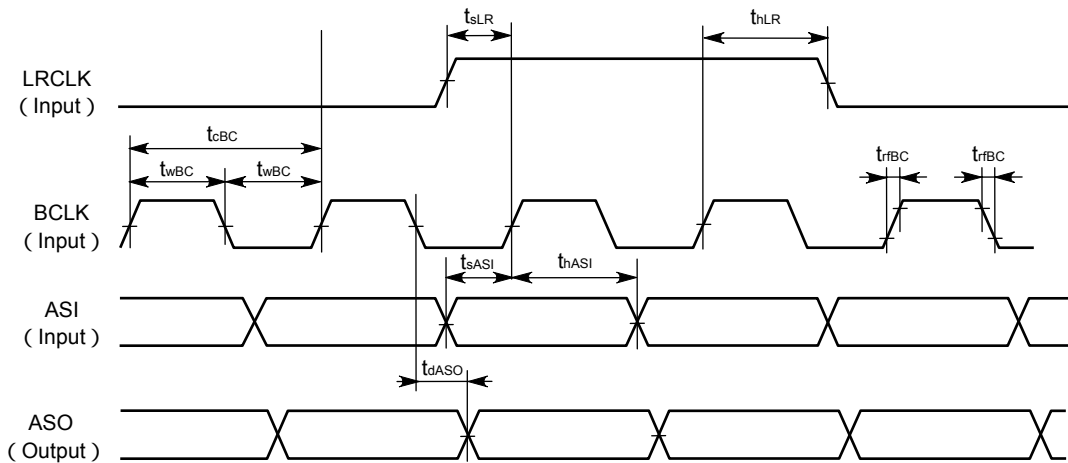 tsLR
thLR
LRCLK
( Input )
tcBC
twBC
twBC
trfBC
trfBC
BCLK
( Input )
tsASI
thASI
ASI
( Input )
tdASO
ASO
( Output )